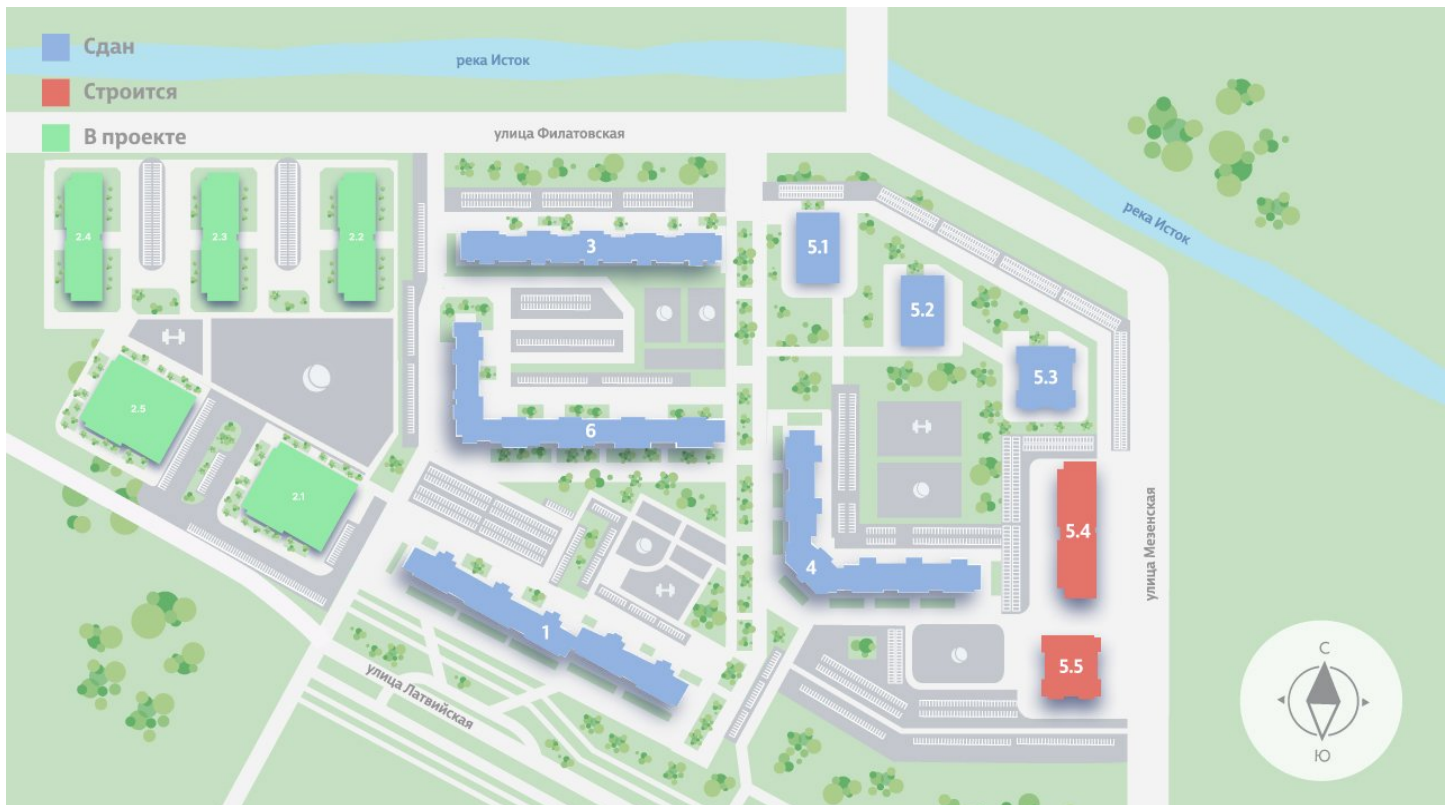 Сдан
Строится
В проекте
река Исток
улица Филатовская
река Исток
2.4
2.3
2.2
3
5.1
5.2
5.3
2.5
6
2.1
5.4
улица Мезенская
4
1
5.5
улица Латвийская
С
Ю